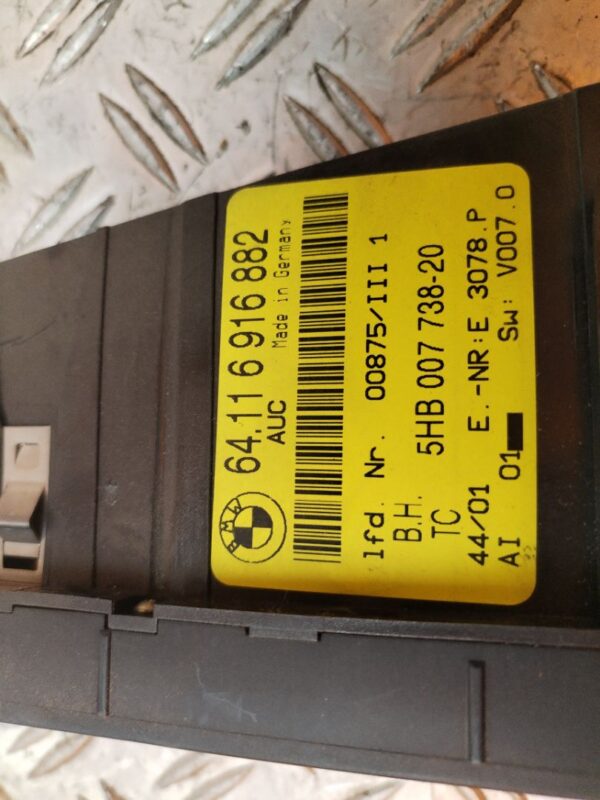 BMW
64.11 6 916 882
AUC Made in Germany
lfd. Nr. 00875/III 1
B.H. 5HB 007 738-20
TC
44/01 E.-NR:E 3078.P
AI 01 SW: V007.0